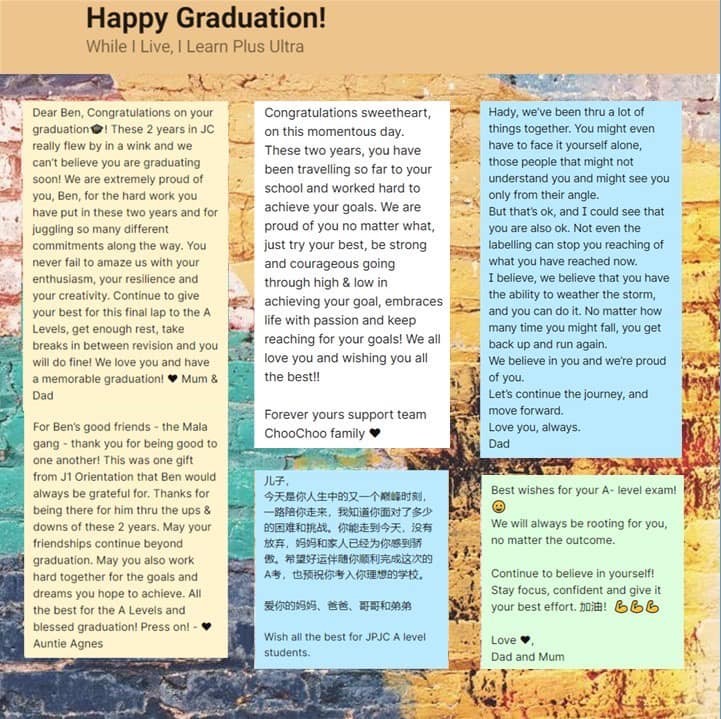 Happy Graduation!
While I Live, I Learn Plus Ultra
Dear Ben, Congratulations on your
graduation🎓! These 2 years in JC
really flew by in a wink and we
can't believe you are graduating
soon! We are extremely proud of
you, Ben, for the hard work you
have put in these two years and for
juggling so many different
commitments along the way. You
never fail to amaze us with your
enthusiasm, your resilience and
your creativity. Continue to give
your best for this final lap to the A
Levels, get enough rest, take
breaks in between revision and you
will do fine! We love you and have
a memorable graduation! ❤ Mum &
Dad
For Ben's good friends - the Mala
gang - thank you for being good to
one another! This was one gift
from J1 Orientation that Ben would
always be grateful for. Thanks for
being there for him thru the ups &
downs of these 2 years. May your
friendships continue beyond
graduation. May you also work
hard together for the goals and
dreams you hope to achieve. All
the best for the A Levels and
blessed graduation! Press on! - ❤
Auntie Agnes
Congratulations sweetheart,
on this momentous day.
These two years, you have
been travelling so far to your
school and worked hard to
achieve your goals. We are
proud of you no matter what,
just try your best, be strong
and courageous going
through high & low in
achieving your goal, embraces
life with passion and keep
reaching for your goals! We all
love you and wishing you all
the best!!
Forever yours support team
ChooChoo family ❤
儿子，
今天是你人生中的又一个巅峰时刻，
一路陪你走来，我知道你面对了多少
的困难和挑战。你能走到今天，没有
放弃，妈妈和家人已经为你感到骄
傲。希望好运伴随你顺利完成这次的
A考，也预祝你考入你理想的学校。
爱你的妈妈、爸爸、哥哥和弟弟
Wish all the best for JPJC A level
students.
Hady, we've been thru a lot of
things together. You might even
have to face it yourself alone,
those people that might not
understand you and might see you
only from their angle.
But that's ok, and I could see that
you are also ok. Not even the
labelling can stop you reaching of
what you have reached now.
I believe, we believe that you have
the ability to weather the storm,
and you can do it. No matter how
many time you might fall, you get
back up and run again.
We believe in you and we're proud
of you.
Let's continue the journey, and
move forward.
Love you, always.
Dad
Best wishes for your A- level exam!
😀
We will always be rooting for you,
no matter the outcome.
Continue to believe in yourself!
Stay focus, confident and give it
your best effort. 加油！ 💪💪💪
Love ❤,
Dad and Mum